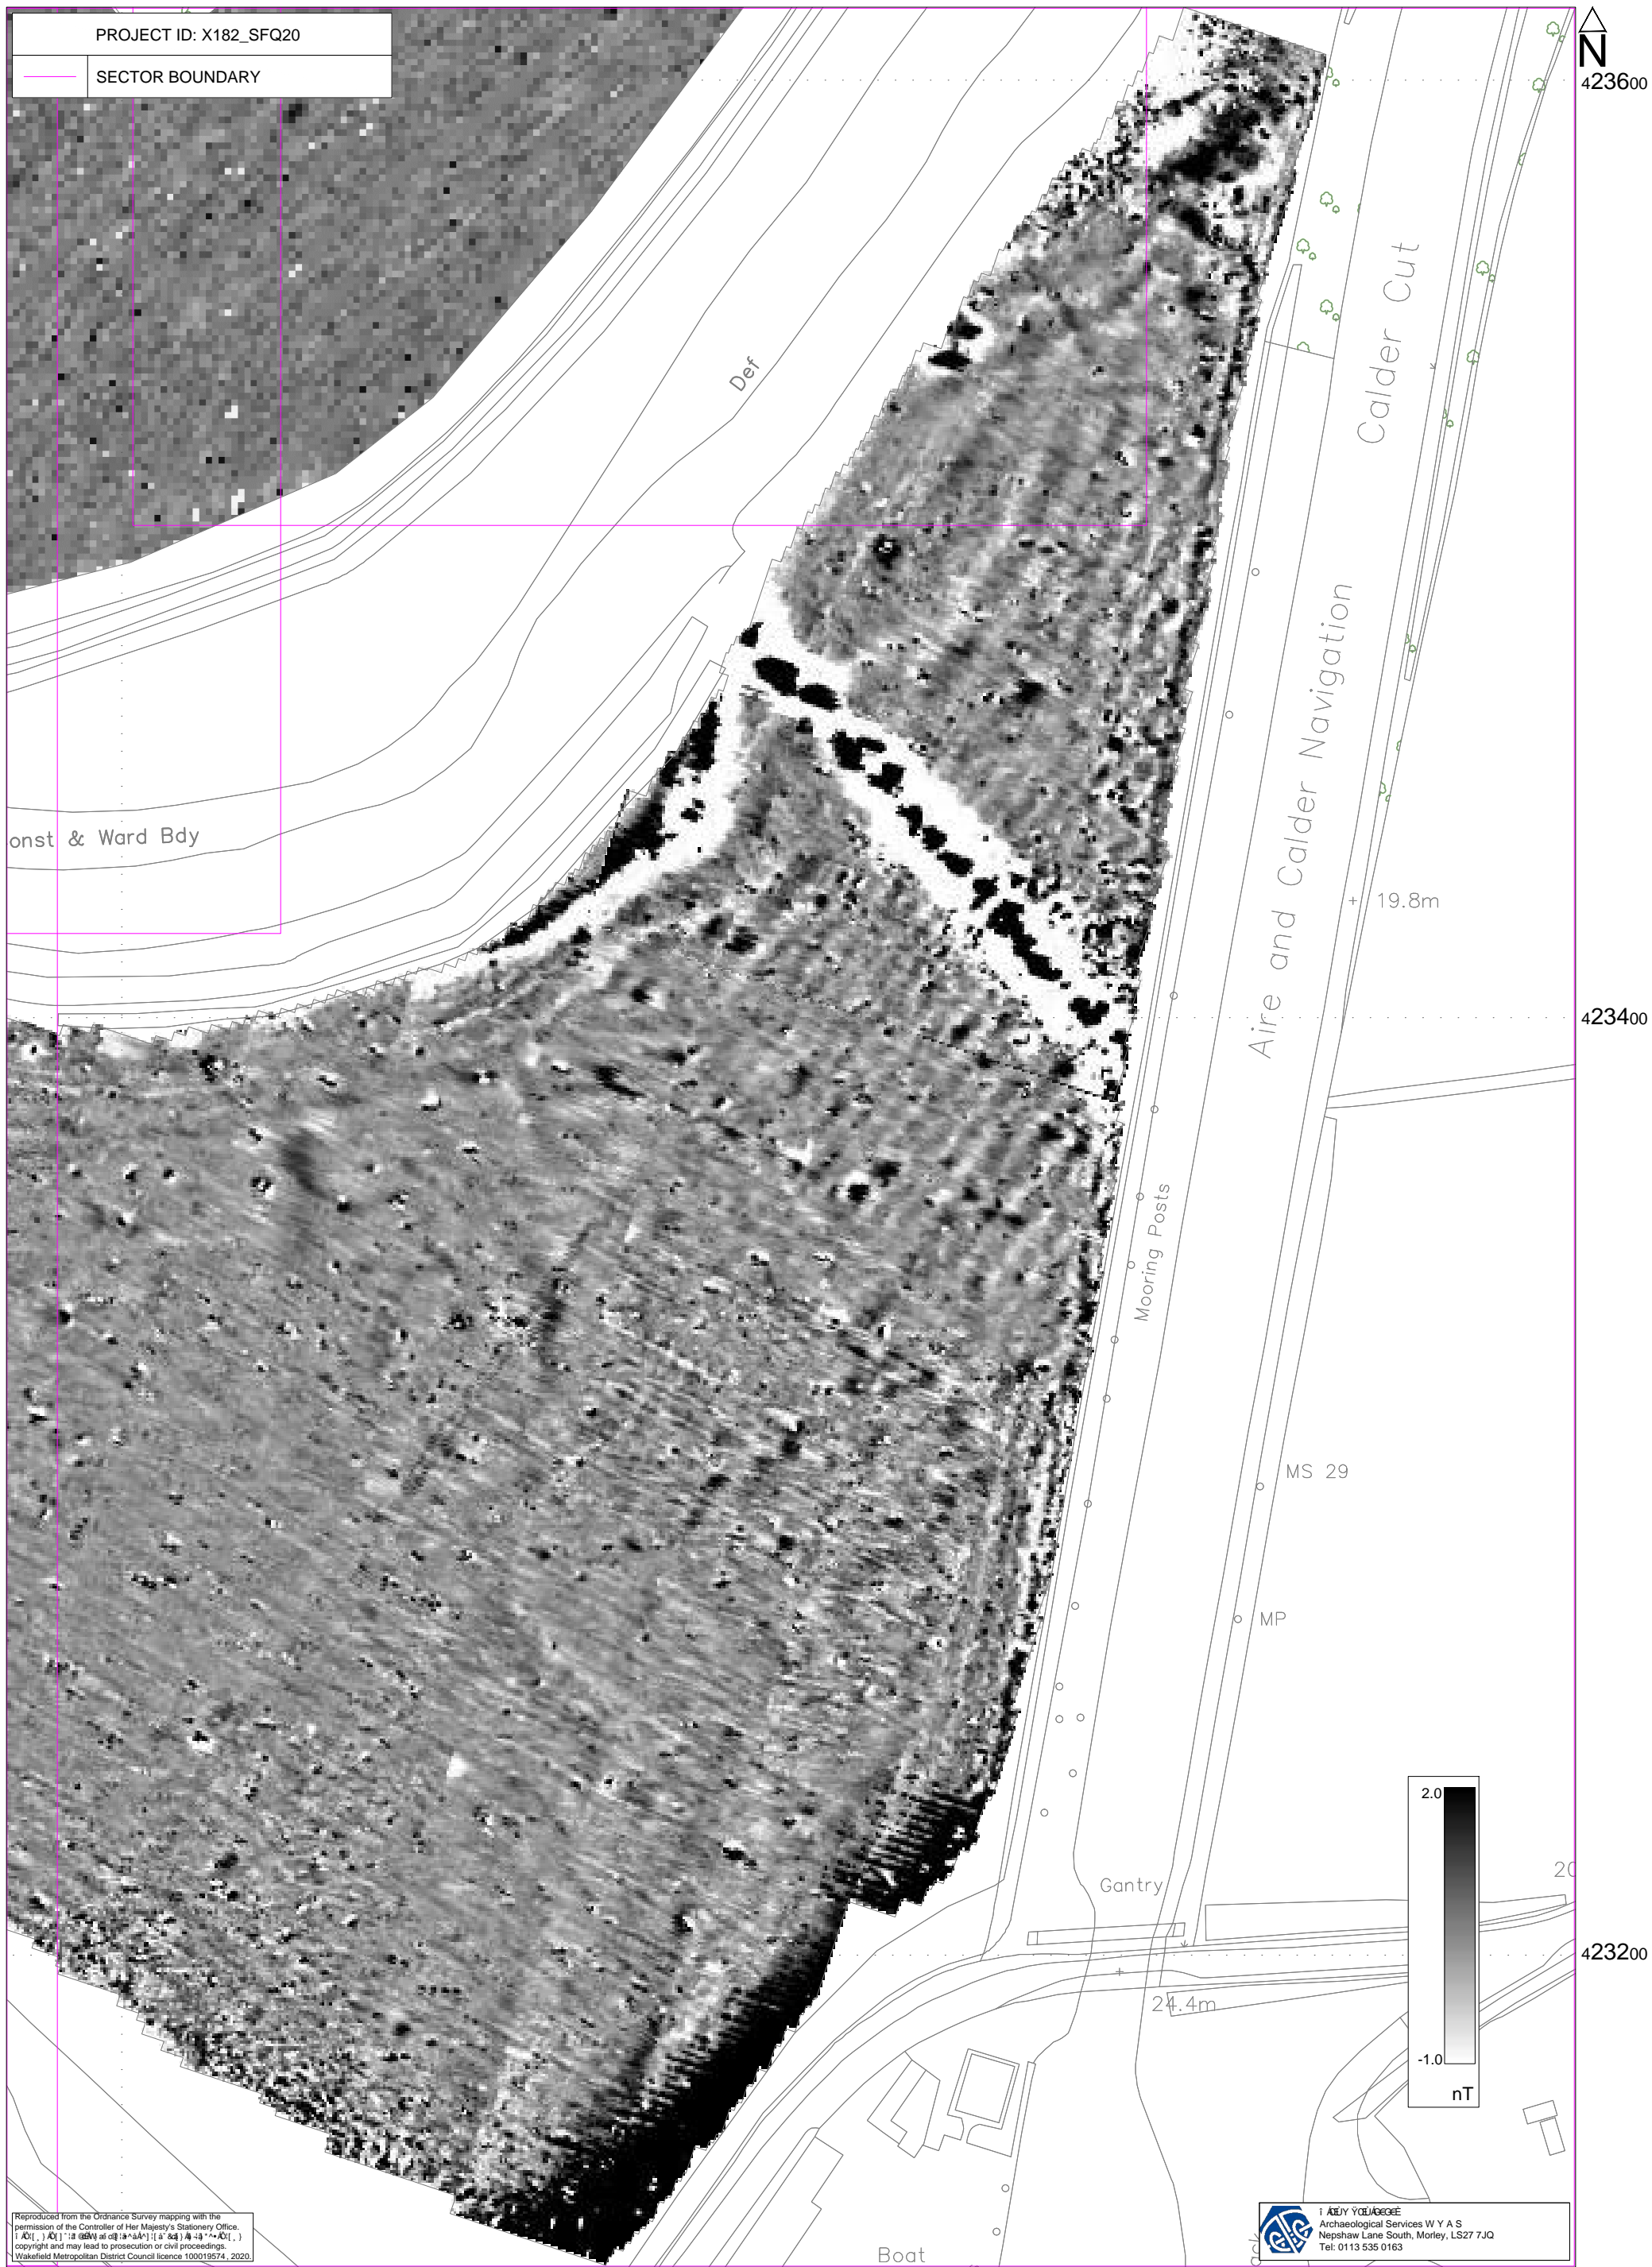 PROJECT ID: X182_SFQ20
SECTOR BOUNDARY
N
423600
Def
Calder Cut
onst & Ward Bdy
Aire and Calder Navigation
19.8m
423400
Mooring Posts
MS 29
MP
2.0
-1.0
nT
20
Gantry
423200
24.4m
Boat
Reproduced from the Ordnance Survey mapping with the
permission of the Controller of Her Majesty's Stationery Office.
copyright and may lead to prosecution or civil proceedings.
Wakefield Metropolitan District Council licence 100019574, 2020.
Archaeological Services W Y A S
Nepshaw Lane South, Morley, LS27 7JQ
Tel: 0113 535 0163